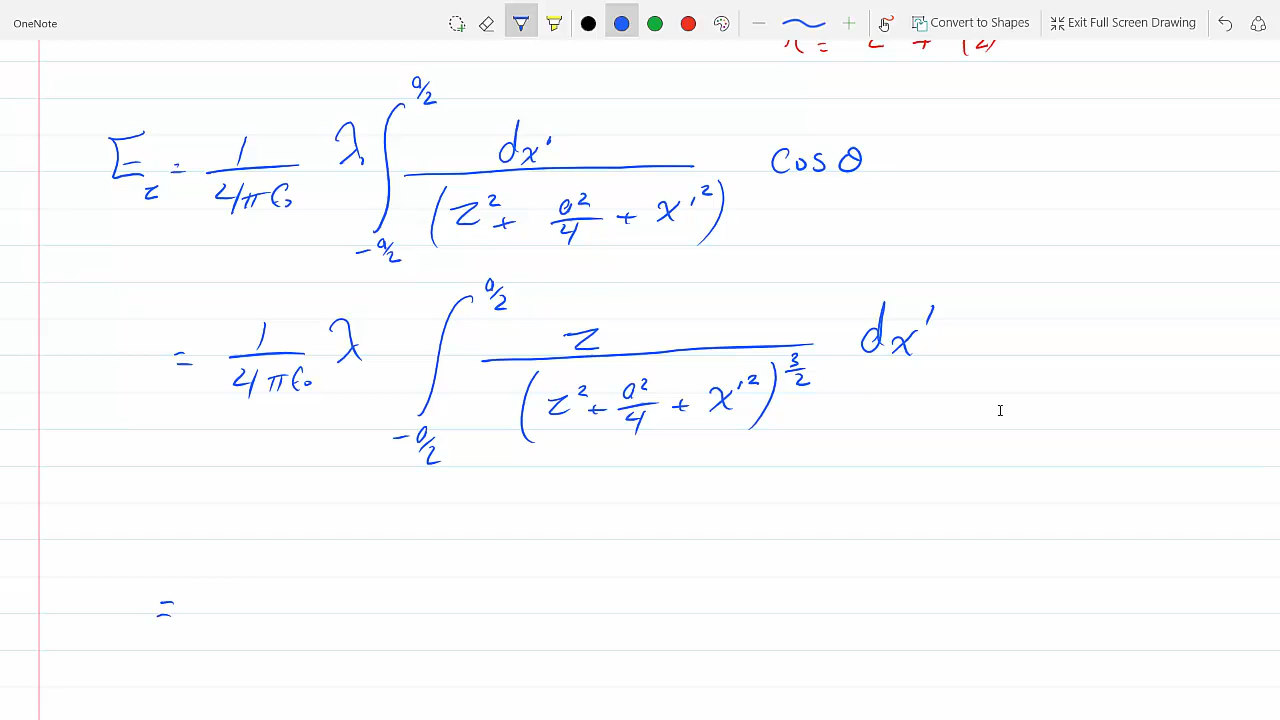 OneNote
Convert to Shapes
Exit Full Screen Drawing
E_z = 1/(4πε₀) λ ∫_{-a/2}^{a/2} dx′/(z² + a²/4 + x′²) cos θ
= 1/(4πε₀) λ ∫_{-a/2}^{a/2} z/(z² + a²/4 + x′²)^{3/2} dx′
=